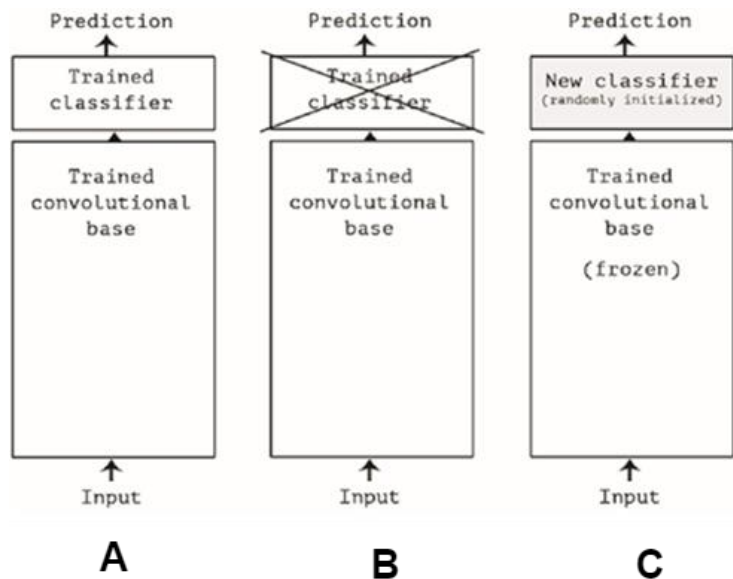 Prediction
Trained
classifier
Trained
convolutional
base
Input
A
Prediction
Trained
classifier
Trained
convolutional
base
Input
B
Prediction
New classifier
(randomly initialized)
Trained
convolutional
base
(frozen)
Input
C